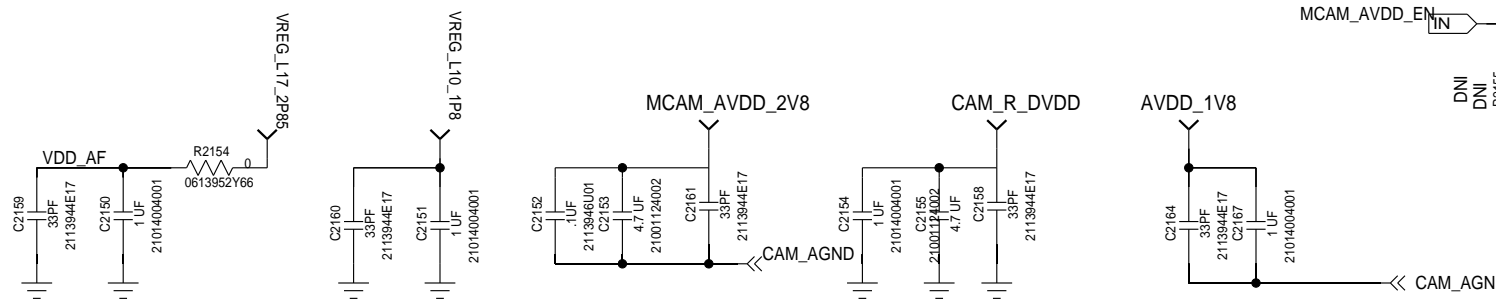 MCAM_AVDD_EN
IN
DNI
DNI
VREG_L17_2P85
VDD_AF
R2154
0
0613952Y66
C2159
33PF
2113944E17
C2150
1 UF
21014004001
VREG_L10_1P8
C2160
33PF
2113944E17
C2151
1 UF
21014004001
MCAM_AVDD_2V8
C2152
.1UF
2113946U01
C2153
4.7 UF
21001124002
C2161
33PF
2113944E17
CAM_AGND
CAM_R_DVDD
C2154
1 UF
21014004001
C2155
4.7 UF
21001124002
C2158
33PF
2113944E17
AVDD_1V8
C2164
33PF
2113944E17
C2167
1 UF
21014004001
CAM_AGN